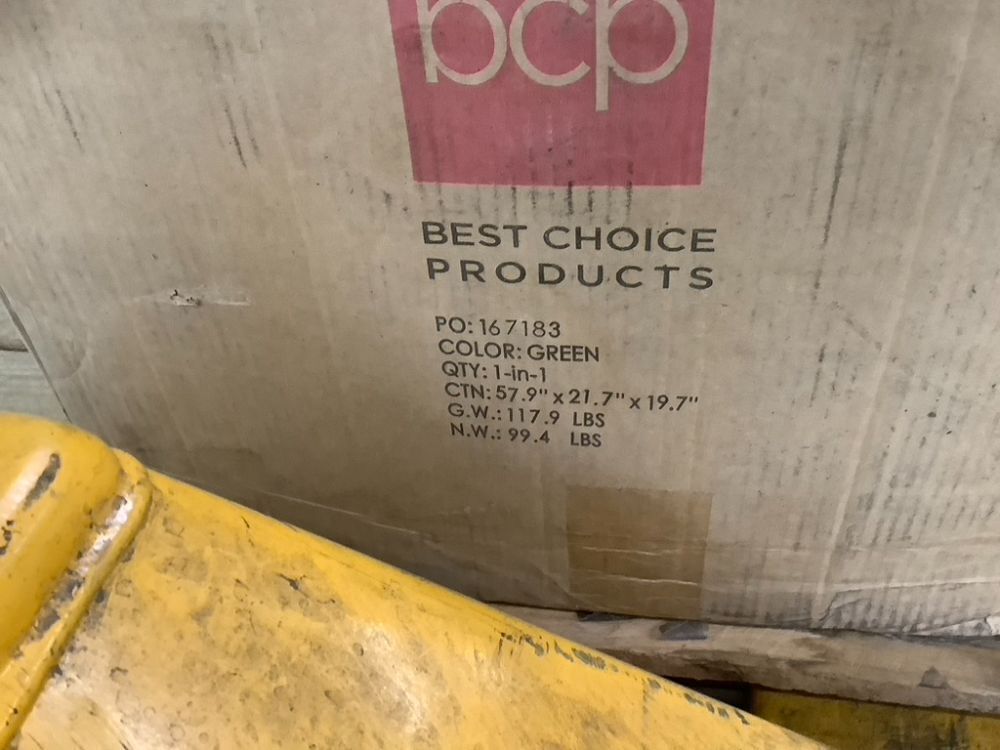 bcp
BEST CHOICE
PRODUCTS
PO: 167183
COLOR: GREEN
QTY: 1-in-1
CTN: 57.9" x 21.7" x 19.7"
G.W.: 117.9 LBS
N.W.: 99.4 LBS